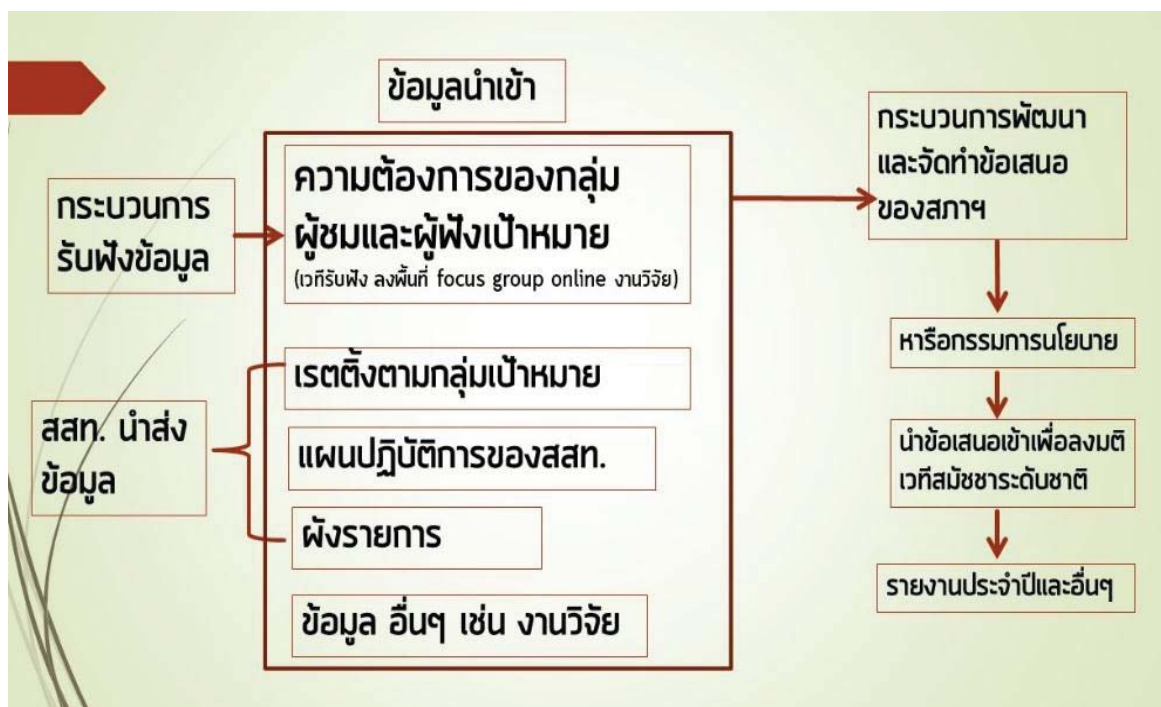 ข้อมูลนำเข้า
กระบวนการ
รับฟังข้อมูล
ความต้องการของกลุ่ม
ผู้ชมและผู้ฟังเป้าหมาย
(เวทีรับฟัง ลงพื้นที่ focus group online งานวิจัย)
สสท. นำส่ง
ข้อมูล
เรตติ้งตามกลุ่มเป้าหมาย
แผนปฏิบัติการของสสท.
ผังรายการ
ข้อมูล อื่นๆ เช่น งานวิจัย
กระบวนการพัฒนา
และจัดทำข้อเสนอ
ของสภาฯ
หารือกรรมการนโยบาย
นำข้อเสนอเข้าเพื่อลงมติ
เวทีสมัชชาระดับชาติ
รายงานประจำปีและอื่นๆ